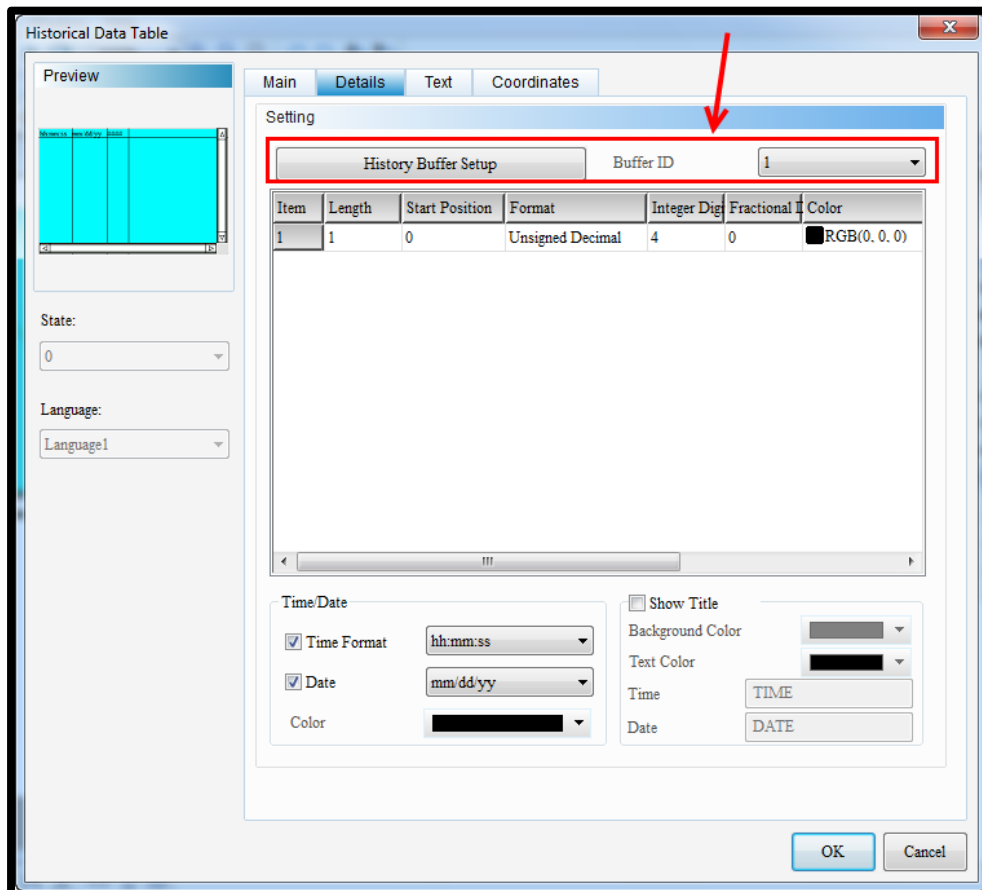 Historical Data Table
Preview
hh:mm:ss mm/dd/yy ####
State:
0
Language:
Language1
Main Details Text Coordinates
Setting
History Buffer Setup Buffer ID 1
Item Length Start Position Format Integer Digi Fractional D Color
1 1 0 Unsigned Decimal 4 0 RGB(0, 0, 0)
Time/Date
Time Format hh:mm:ss
Date mm/dd/yy
Color
Show Title
Background Color
Text Color
Time TIME
Date DATE
OK Cancel